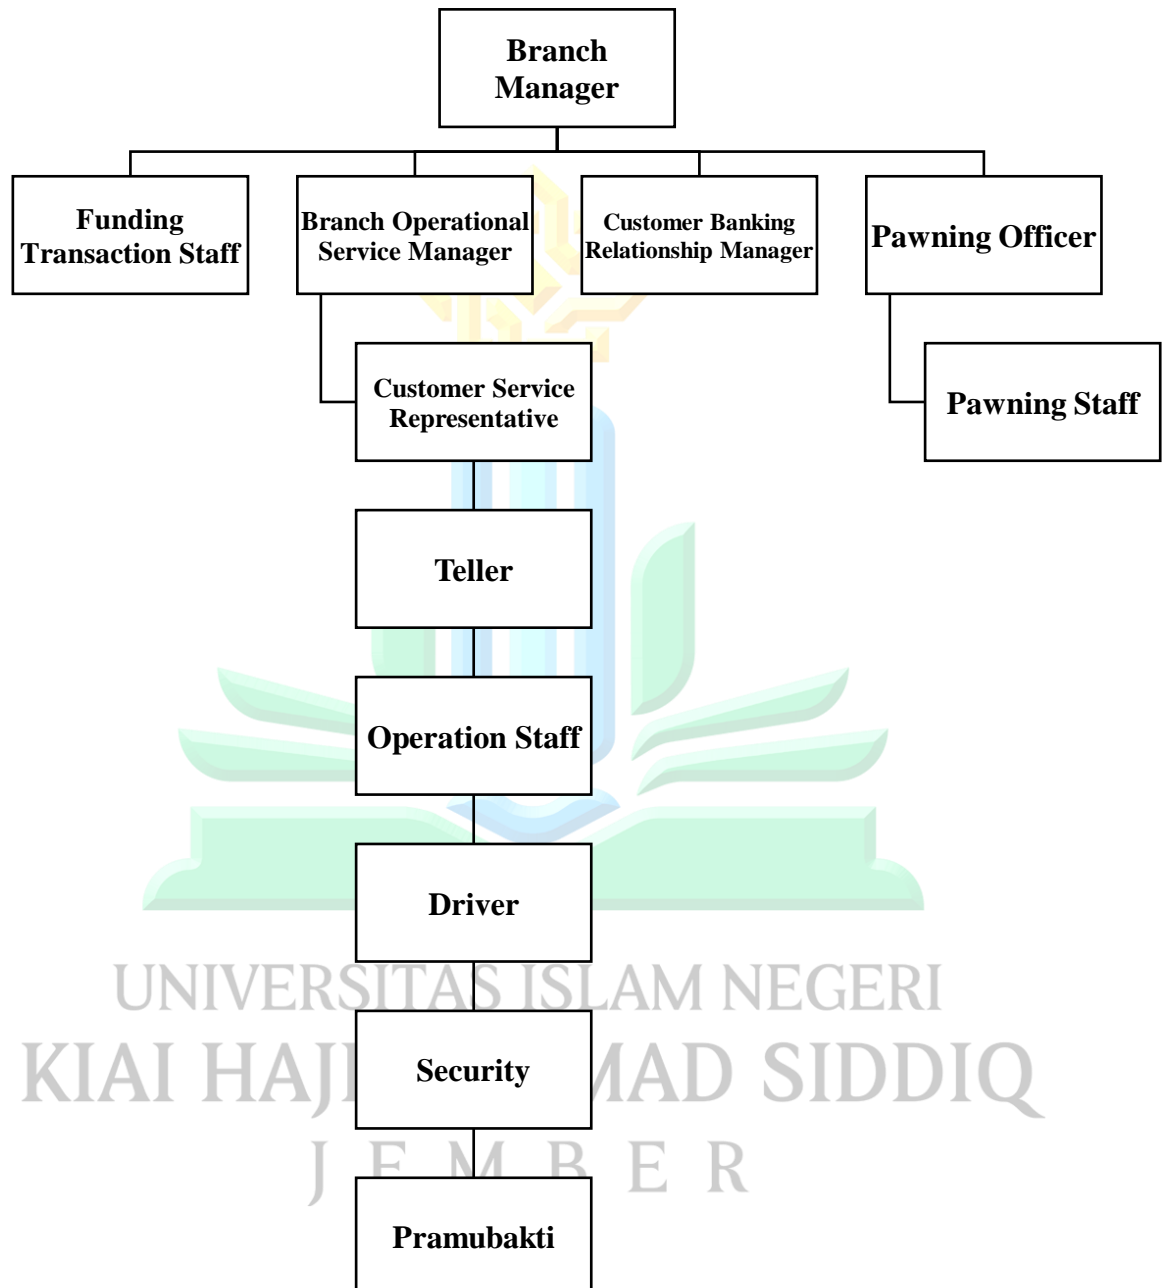 Branch
Manager
Funding
Transaction Staff
Branch Operational
Service Manager
Customer Banking
Relationship Manager
Pawning Officer
Customer Service
Representative
Pawning Staff
Teller
Operation Staff
Driver
UNIVERSITAS ISLAM NEGERI
Security
KIAI HAJI MAD SIDDIQ
JEMBER
Pramubakti